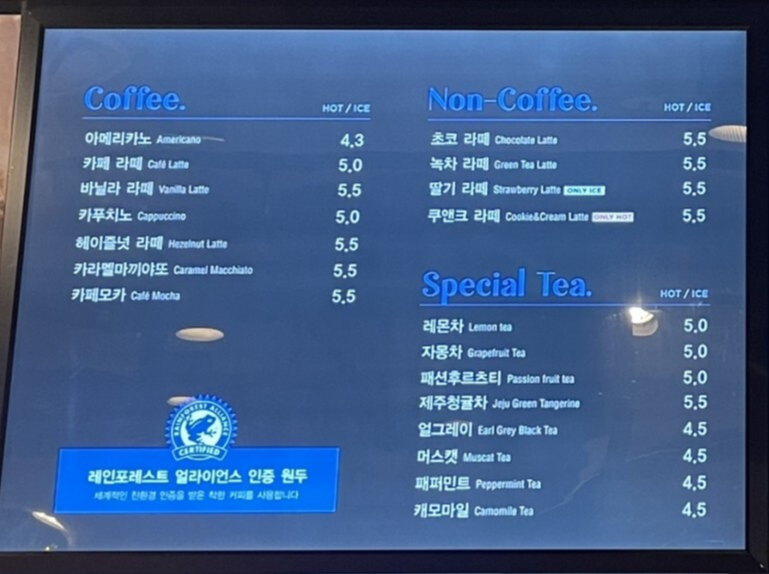 Coffee. HOT / ICE
아메리카노 Americano 4.3
카페 라떼 Café Latte 5.0
바닐라 라떼 Vanilla Latte 5.5
카푸치노 Cappuccino 5.0
헤이즐넛 라떼 Hezelnut Latte 5.5
카라멜마끼야또 Caramel Macchiato 5.5
카페모카 Café Mocha 5.5
RAINFOREST ALLIANCE
CERTIFIED
레인포레스트 얼라이언스 인증 원두
세계적인 친환경 인증을 받은 착한 커피를 사용합니다
Non-Coffee. HOT / ICE
초코 라떼 Chocolate Latte 5.5
녹차 라떼 Green Tea Latte 5.5
딸기 라떼 Strawberry Latte ONLY ICE 5.5
쿠앤크 라떼 Cookie&Cream Latte ONLY HOT 5.5
Special Tea. HOT / ICE
레몬차 Lemon tea 5.0
자몽차 Grapefruit Tea 5.0
패션후르츠티 Passion fruit tea 5.0
제주청귤차 Jeju Green Tangerine 5.5
얼그레이 Earl Grey Black Tea 4.5
머스캣 Muscat Tea 4.5
패퍼민트 Peppermint Tea 4.5
캐모마일 Camomile Tea 4.5